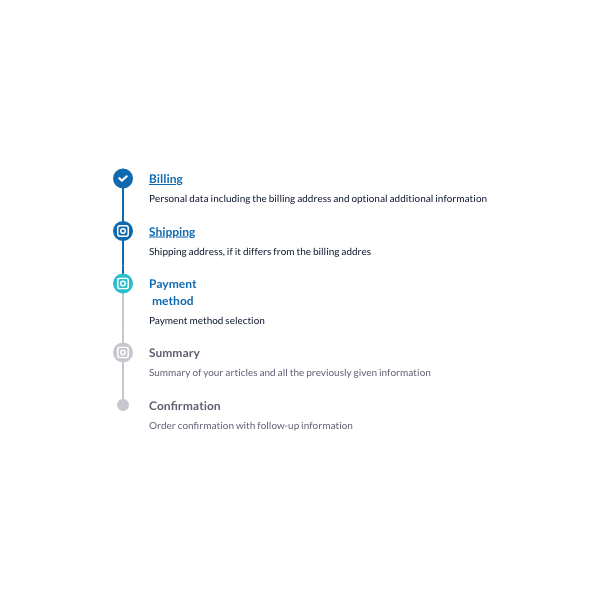 Billing
Personal data including the billing address and optional additional information
Shipping
Shipping address, if it differs from the billing addres
Payment
method
Payment method selection
Summary
Summary of your articles and all the previously given information
Confirmation
Order confirmation with follow-up information